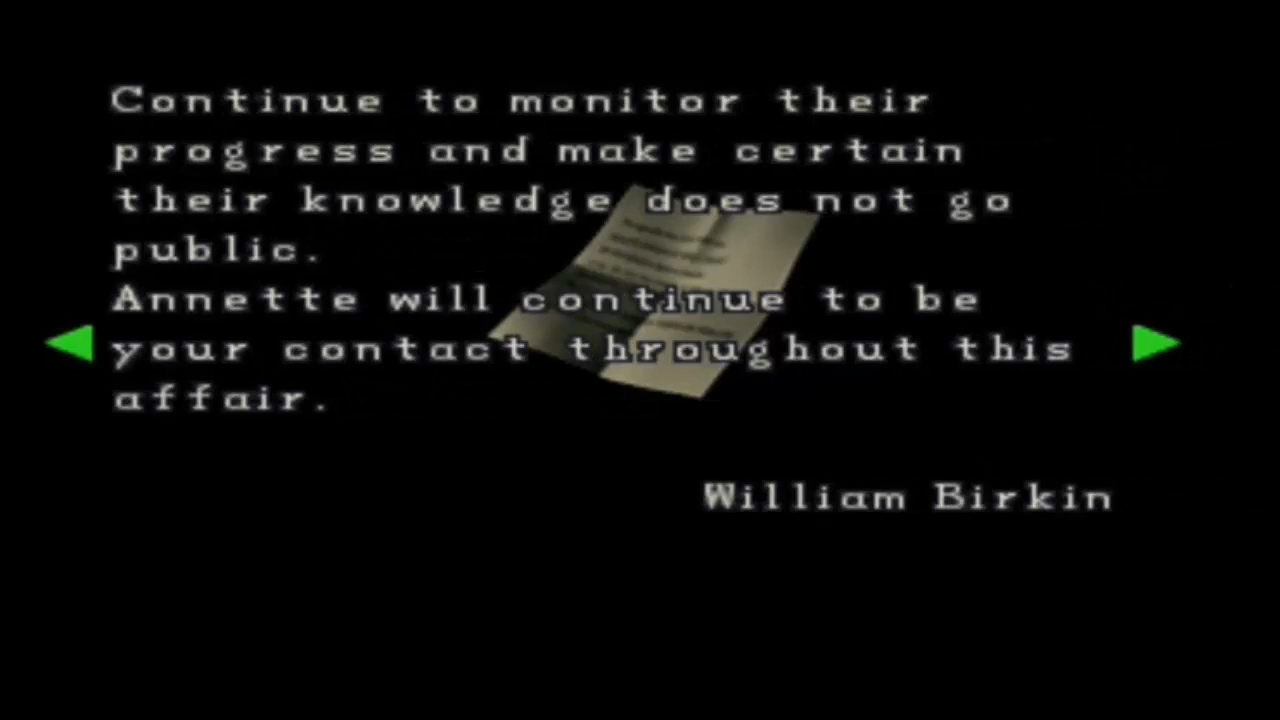 Continue to monitor their
progress and make certain
their knowledge does not go
public.
Annette will continue to be
your contact throughout this
affair.
William Birkin